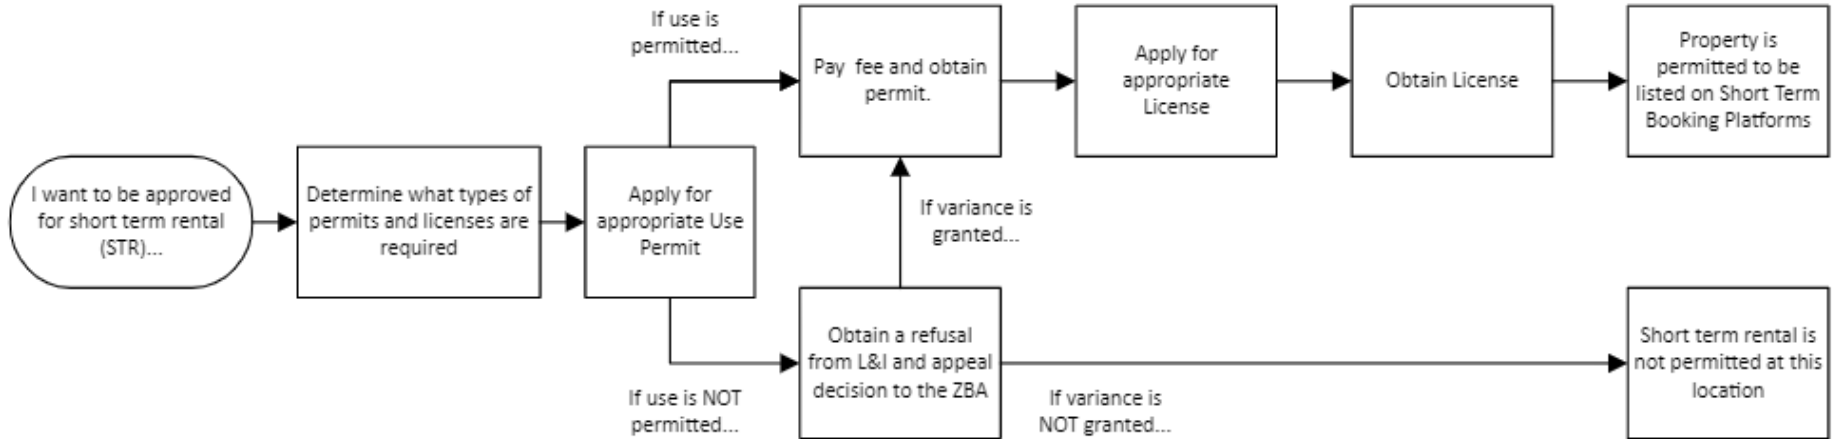 I want to be approved
for short term rental
(STR)...
Determine what types of
permits and licenses are
required
Apply for
appropriate Use
Permit
If use is
permitted...
Pay  fee and obtain
permit.
Apply for
appropriate
License
Obtain License
Property is
permitted to be
listed on Short Term
Booking Platforms
If variance is
granted...
If use is NOT
permitted...
Obtain a refusal
from L&I and appeal
decision to the ZBA
If variance is
NOT granted...
Short term rental is
not permitted at this
location